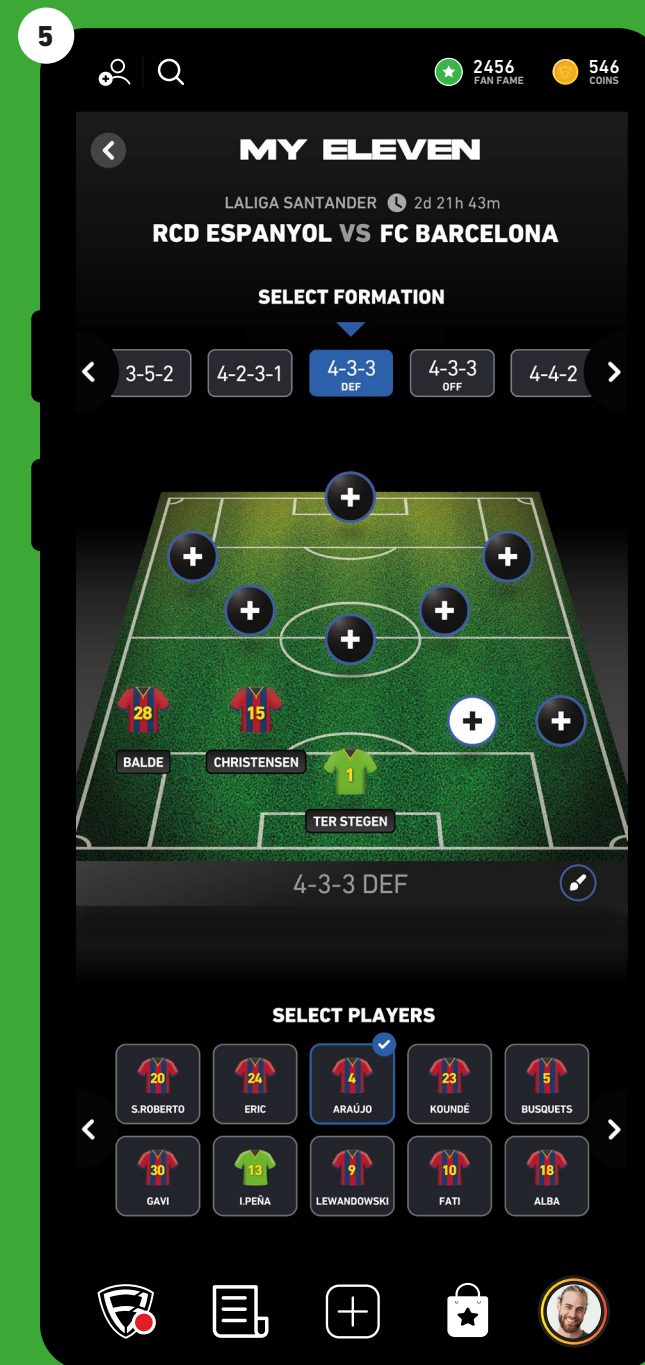 5
2456
FAN FAME
546
COINS
MY ELEVEN
LALIGA SANTANDER 2d 21h 43m
RCD ESPANYOL VS FC BARCELONA
SELECT FORMATION
3-5-2
4-2-3-1
4-3-3
DEF
4-3-3
OFF
4-4-2
28
BALDE
15
CHRISTENSEN
1
TER STEGEN
4-3-3 DEF
SELECT PLAYERS
20
S.ROBERTO
24
ERIC
4
ARAÚJO
23
KOUNDÉ
5
BUSQUETS
30
GAVI
13
I.PEÑA
9
LEWANDOWSKI
10
FATI
18
ALBA